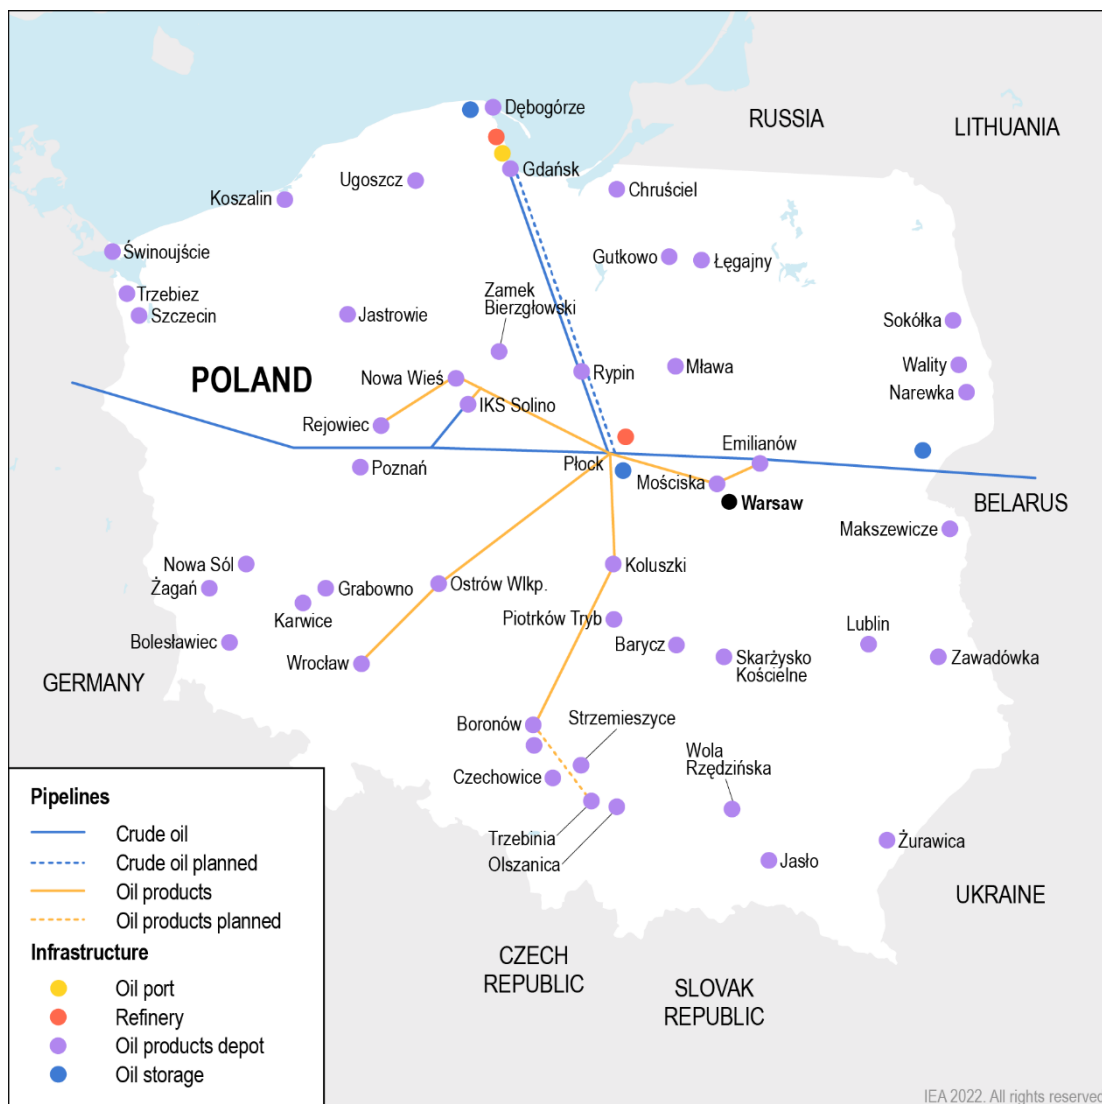 RUSSIA
LITHUANIA
Dębogórze
Gdańsk
Ugoszcz
Koszalin
Chruściel
Świnoujście
Gutkowo
Łęgajny
Trzebiez
Szczecin
Zamek
Bierzgłowski
Jastrowie
Sokółka
POLAND
Nowa Wieś
Rypin
Mława
Wality
Narewka
IKS Solino
Rejowiec
Emilianów
Poznań
Płock
Mościska
Warsaw
BELARUS
Makszewicze
Nowa Sól
Żagań
Grabowno
Karwice
Ostrów Wlkp.
Koluszki
Piotrków Tryb
Bolesławiec
Wrocław
Barycz
Skarżysko
Kościelne
Lublin
Zawadówka
GERMANY
Boronów
Strzemieszyce
Czechowice
Wola
Rzędzińska
Trzebinia
Olszanica
Jasło
Żurawica
UKRAINE
CZECH
REPUBLIC
SLOVAK
REPUBLIC
Pipelines
Crude oil
Crude oil planned
Oil products
Oil products planned
Infrastructure
Oil port
Refinery
Oil products depot
Oil storage
IEA 2022. All rights reserved